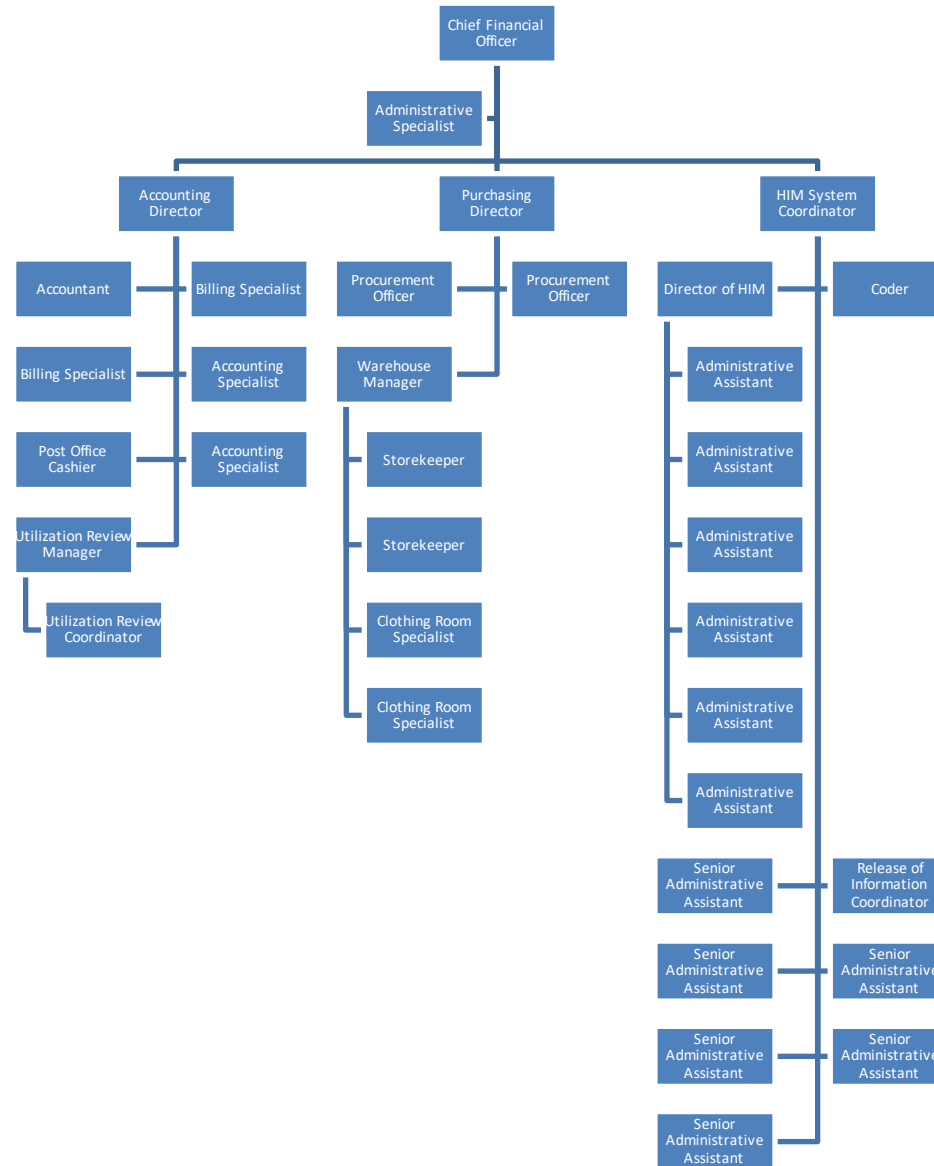 Chief Financial
Officer
Administrative
Specialist
Accounting
Director
Purchasing
Director
HIM System
Coordinator
Accountant
Billing Specialist
Procurement
Officer
Procurement
Officer
Director of HIM
Coder
Billing Specialist
Accounting
Specialist
Warehouse
Manager
Administrative
Assistant
Post Office
Cashier
Accounting
Specialist
Storekeeper
Administrative
Assistant
Utilization Review
Manager
Storekeeper
Administrative
Assistant
Utilization Review
Coordinator
Clothing Room
Specialist
Administrative
Assistant
Clothing Room
Specialist
Administrative
Assistant
Administrative
Assistant
Senior
Administrative
Assistant
Release of
Information
Coordinator
Senior
Administrative
Assistant
Senior
Administrative
Assistant
Senior
Administrative
Assistant
Senior
Administrative
Assistant
Senior
Administrative
Assistant